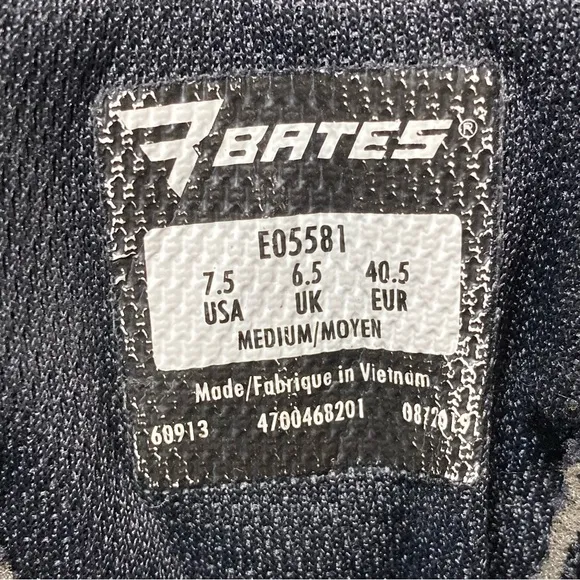 BATES®
E05581
7.5 6.5 40.5
USA UK EUR
MEDIUM/MOYEN
Made/Fabrique in Vietnam
60913 4700468201